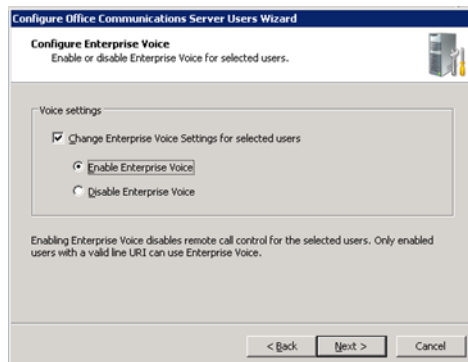 Configure Office Communications Server Users Wizard
Configure Enterprise Voice
Enable or disable Enterprise Voice for selected users.
Voice settings
Change Enterprise Voice Settings for selected users
Enable Enterprise Voice
Disable Enterprise Voice
Enabling Enterprise Voice disables remote call control for the selected users. Only enabled
users with a valid line URI can use Enterprise Voice.
< Back Next > Cancel